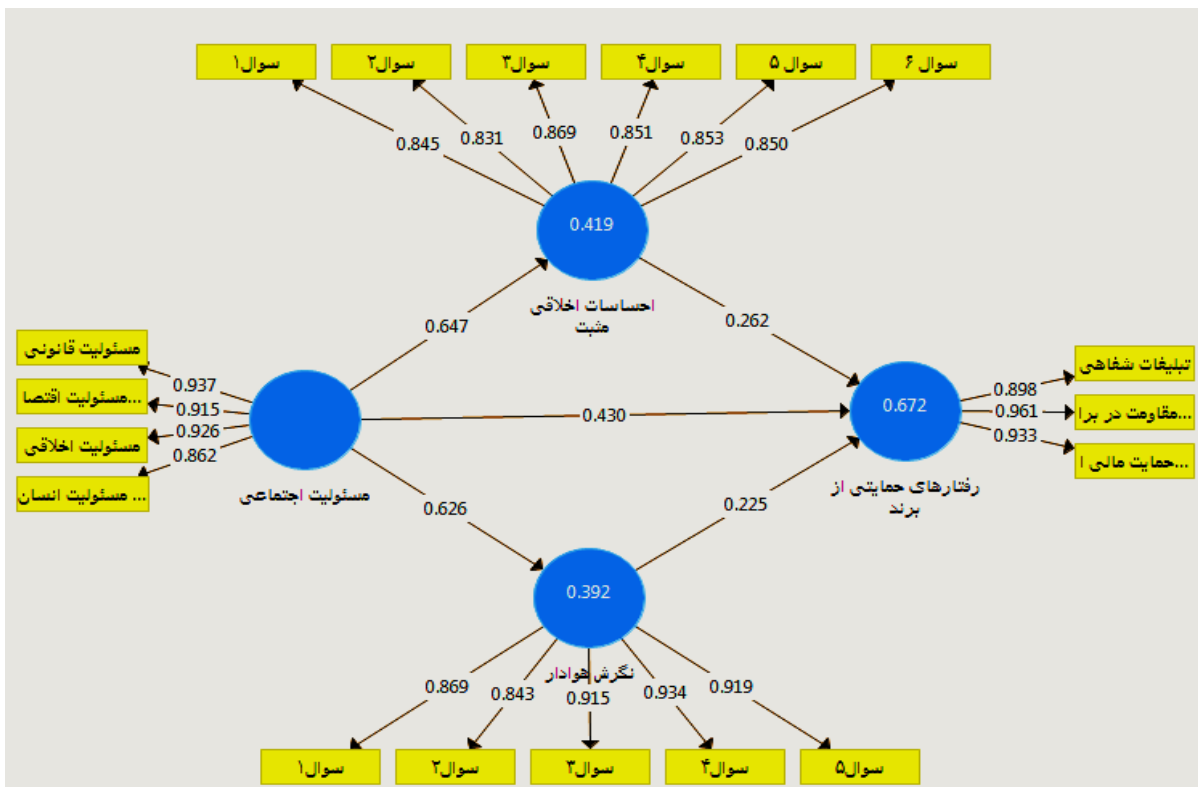 سوال۱
سوال۲
سوال۳
سوال۴
سوال ۵
سوال ۶
0.845
0.831
0.869
0.851
0.853
0.850
0.419
احساسات اخلاقی
مثبت
0.647
0.262
مسئولیت قانونی
مسئولیت اقتصا...
مسئولیت اخلاقی
مسئولیت انسان ...
0.937
0.915
0.926
0.862
مسئولیت اجتماعی
0.430
0.672
رفتارهای حمایتی از
برند
0.898
0.961
0.933
تبلیغات شفاهی
مقاومت در برا...
حمایت مالی ا...
0.626
0.225
0.392
نگرش هوادار
0.869
0.843
0.915
0.934
0.919
سوال۱
سوال۲
سوال۳
سوال۴
سوال۵